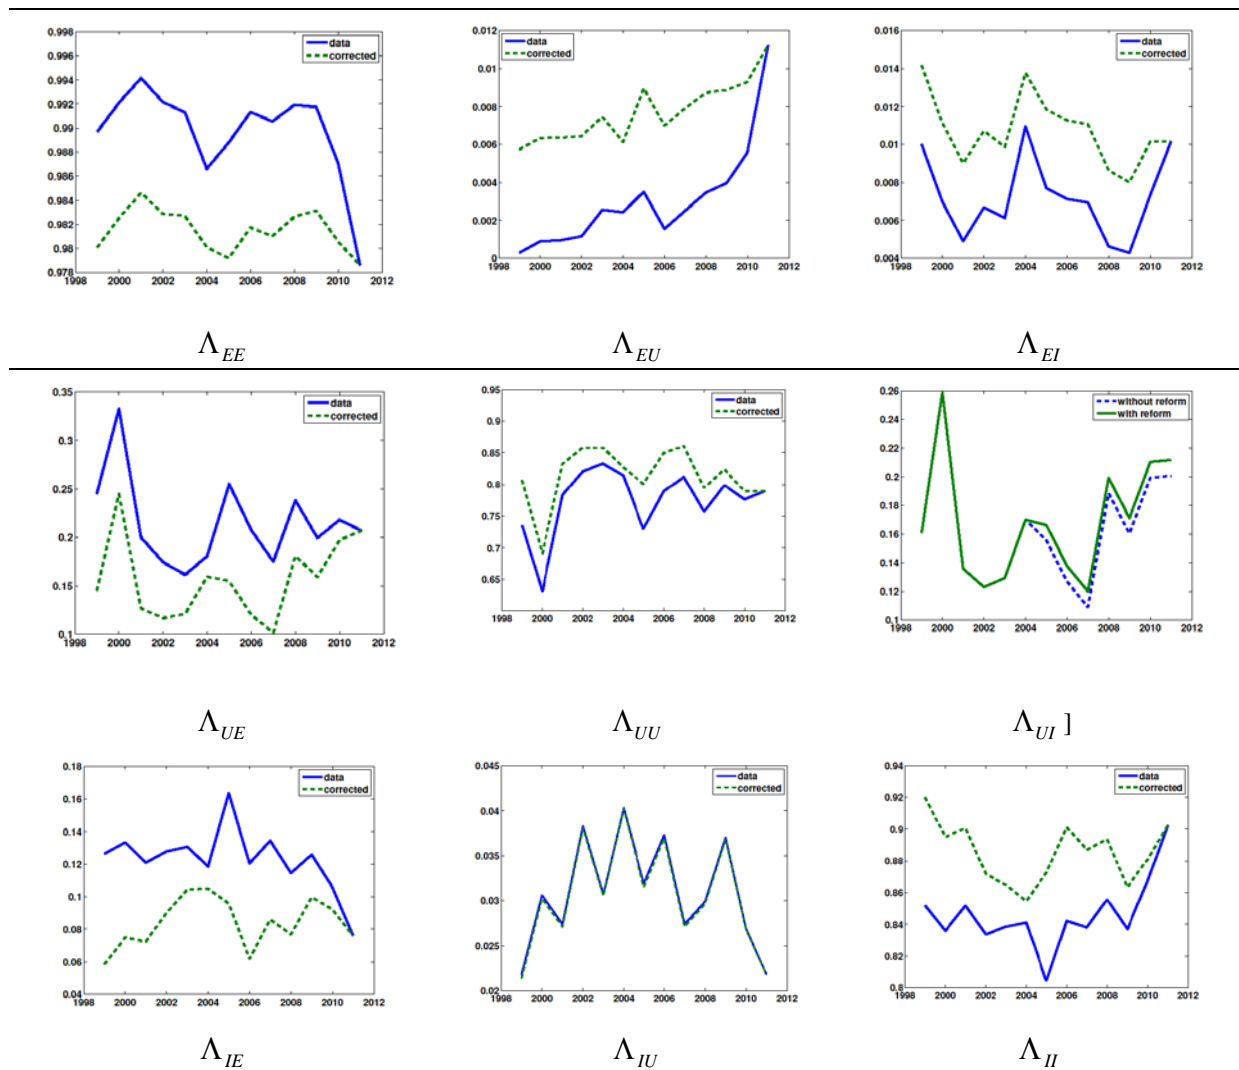 0.998
0.996
0.994
0.992
0.99
0.988
0.986
0.984
0.982
0.98
0.978
1998 2000 2002 2004 2006 2008 2010 2012
data
corrected
0.012
0.01
0.008
0.006
0.004
0.002
0
1998 2000 2002 2004 2006 2008 2010 2012
data
corrected
0.016
0.014
0.012
0.01
0.008
0.006
0.004
1998 2000 2002 2004 2006 2008 2010 2012
data
corrected
Λ_EE Λ_EU Λ_EI
0.35
0.3
0.25
0.2
0.15
0.1
1998 2000 2002 2004 2006 2008 2010 2012
data
corrected
0.95
0.9
0.85
0.8
0.75
0.7
0.65
1998 2000 2002 2004 2006 2008 2010 2012
data
corrected
0.26
0.24
0.22
0.2
0.18
0.16
0.14
0.12
0.1
1998 2000 2002 2004 2006 2008 2010 2012
without reform
with reform
Λ_UE Λ_UU Λ_UI ]
0.18
0.16
0.14
0.12
0.1
0.08
0.06
0.04
1998 2000 2002 2004 2006 2008 2010 2012
data
corrected
0.045
0.04
0.035
0.03
0.025
0.02
1998 2000 2002 2004 2006 2008 2010 2012
data
corrected
0.94
0.92
0.9
0.88
0.86
0.84
0.82
0.8
1998 2000 2002 2004 2006 2008 2010 2012
data
corrected
Λ_IE Λ_IU Λ_II